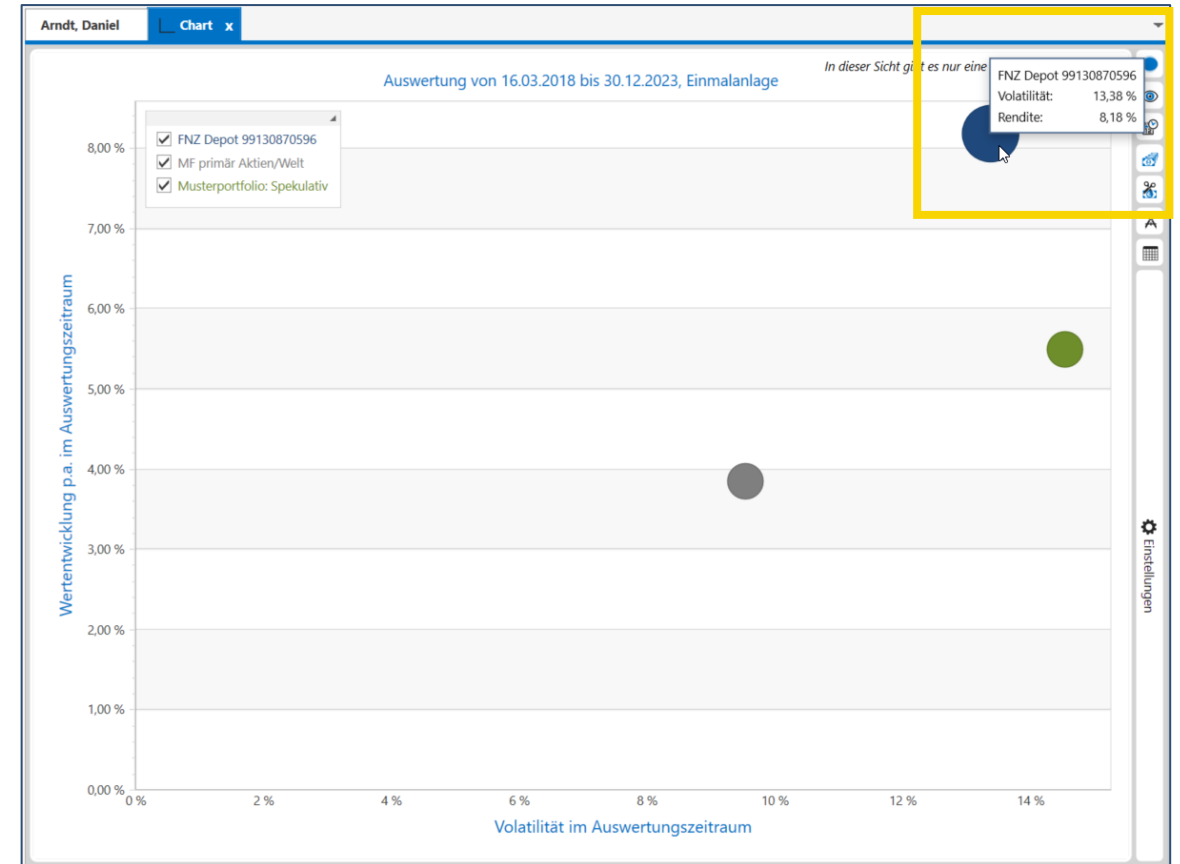 Arndt, Daniel
Chart x
In dieser Sicht gibt es nur eine
Auswertung von 16.03.2018 bis 30.12.2023, Einmalanlage
FNZ Depot 99130870596
Volatilität: 13,38 %
Rendite: 8,18 %
FNZ Depot 99130870596
MF primär Aktien/Welt
Musterportfolio: Spekulativ
8,00 %
7,00 %
6,00 %
5,00 %
4,00 %
3,00 %
2,00 %
1,00 %
0,00 %
Wertentwicklung p.a. im Auswertungszeitraum
0 %
2 %
4 %
6 %
8 %
10 %
12 %
14 %
Volatilität im Auswertungszeitraum
Einstellungen